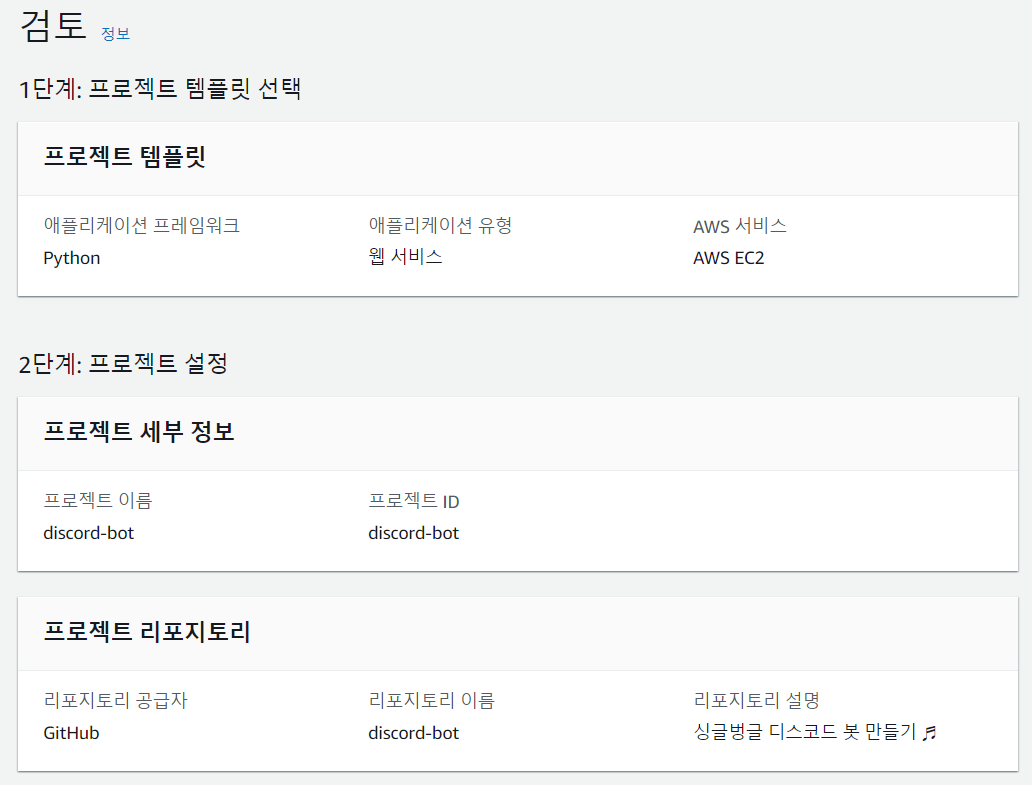 검토 정보
1단계: 프로젝트 템플릿 선택
프로젝트 템플릿
애플리케이션 프레임워크 애플리케이션 유형 AWS 서비스
Python 웹 서비스 AWS EC2
2단계: 프로젝트 설정
프로젝트 세부 정보
프로젝트 이름 프로젝트 ID
discord-bot discord-bot
프로젝트 리포지토리
리포지토리 공급자 리포지토리 이름 리포지토리 설명
GitHub discord-bot 싱글벙글 디스코드 봇 만들기 ♬